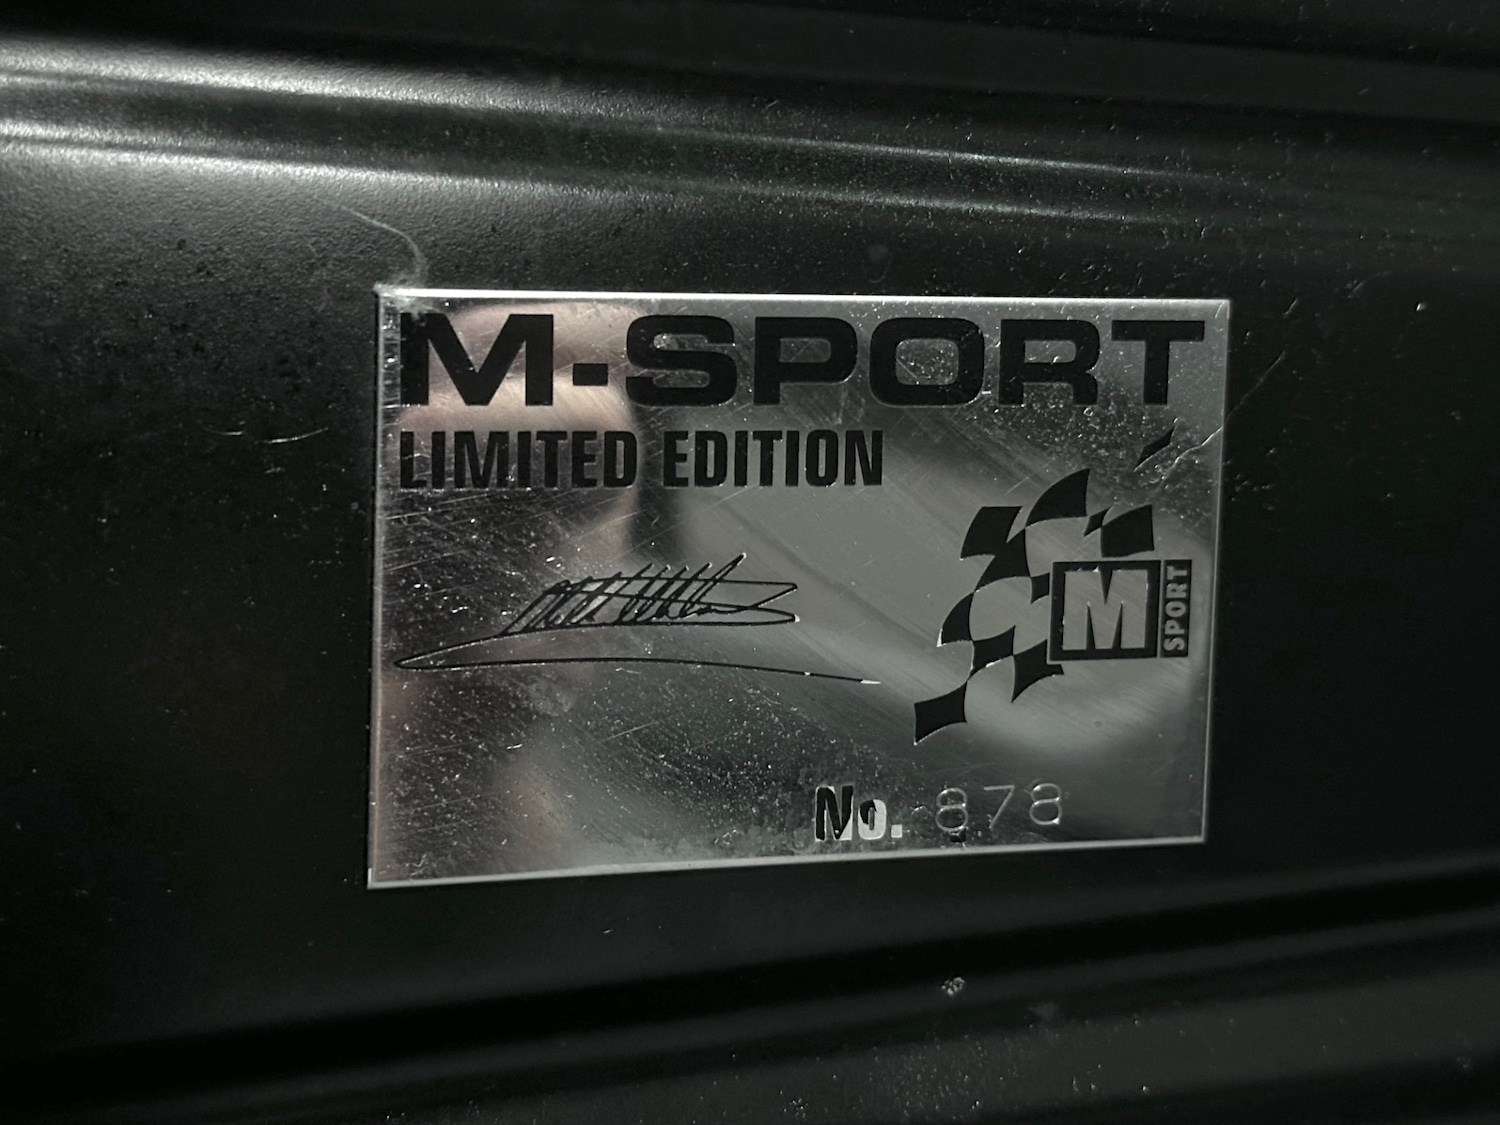 M-SPORT
LIMITED EDITION
M
SPORT
No. 878